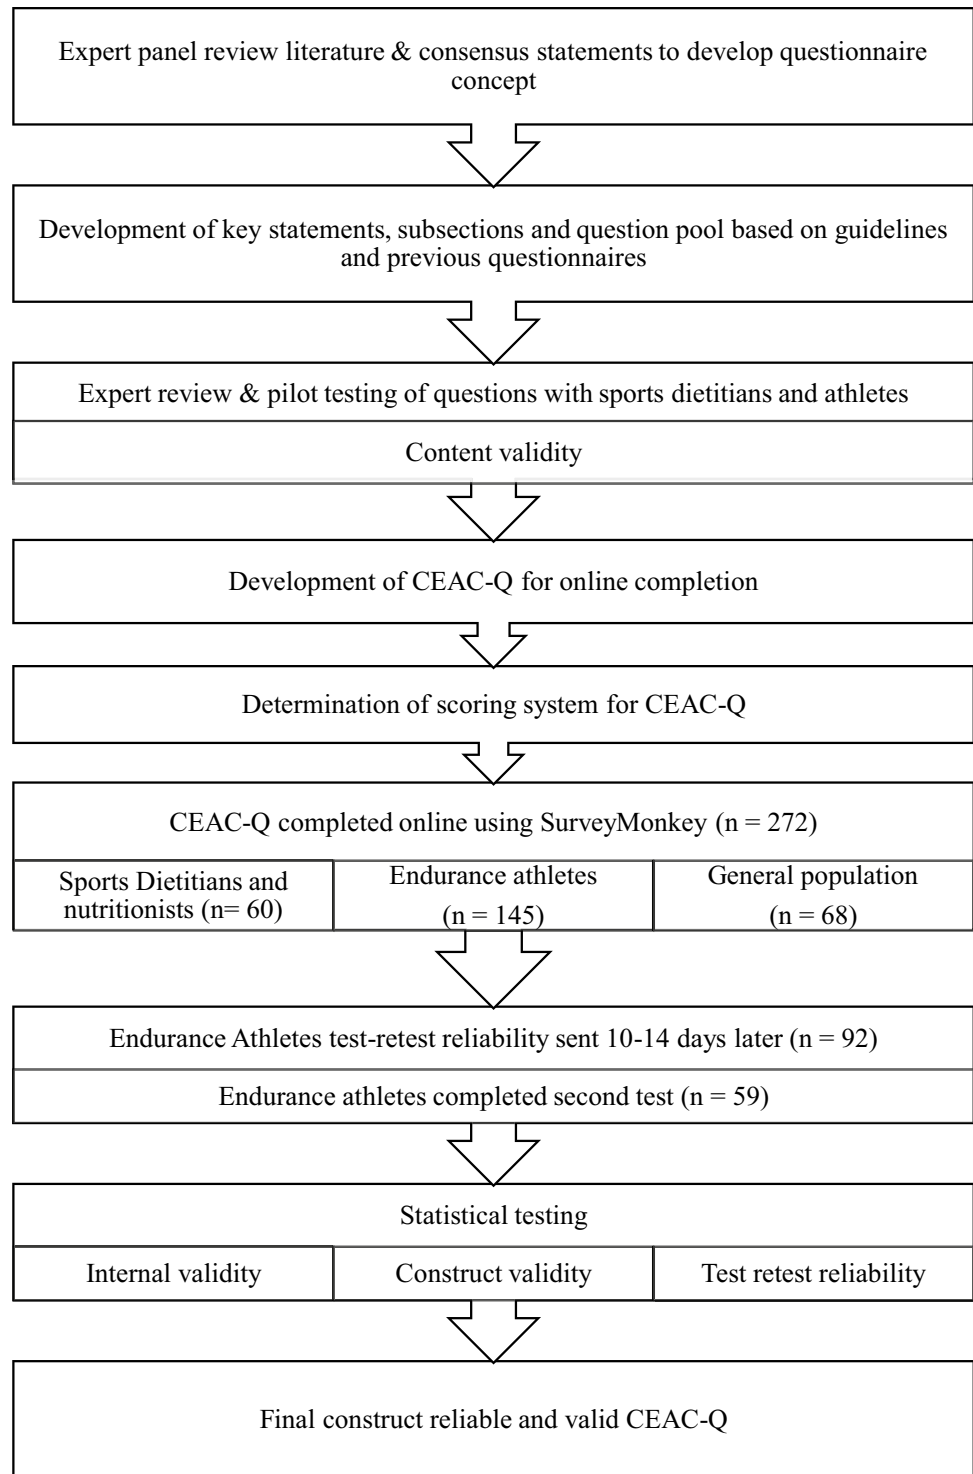 Expert panel review literature & consensus statements to develop questionnaire
concept
Development of key statements, subsections and question pool based on guidelines
and previous questionnaires
Expert review & pilot testing of questions with sports dietitians and athletes
Content validity
Development of CEAC-Q for online completion
Determination of scoring system for CEAC-Q
CEAC-Q completed online using SurveyMonkey (n = 272)
Sports Dietitians and
nutritionists (n= 60)
Endurance athletes
(n = 145)
General population
(n = 68)
Endurance Athletes test-retest reliability sent 10-14 days later (n = 92)
Endurance athletes completed second test (n = 59)
Statistical testing
Internal validity
Construct validity
Test retest reliability
Final construct reliable and valid CEAC-Q